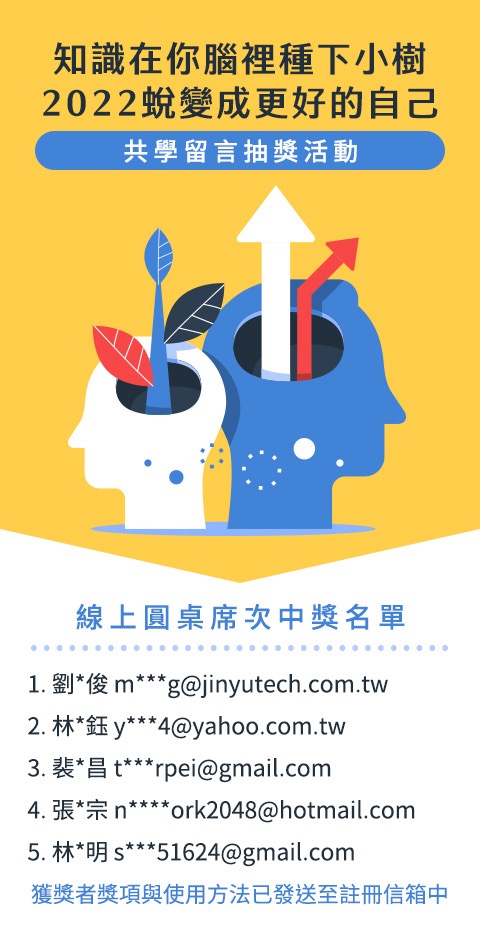 知識在你腦裡種下小樹
2022蛻變成更好的自己
共學留言抽獎活動
線上圓桌席次中獎名單
1. 劉*俊 m***g@jinyutech.com.tw
2. 林*鈺 y***4@yahoo.com.tw
3. 裴*昌 t***rpei@gmail.com
4. 張*宗 n****ork2048@hotmail.com
5. 林*明 s***51624@gmail.com
獲獎者獎項與使用方法已發送至註冊信箱中